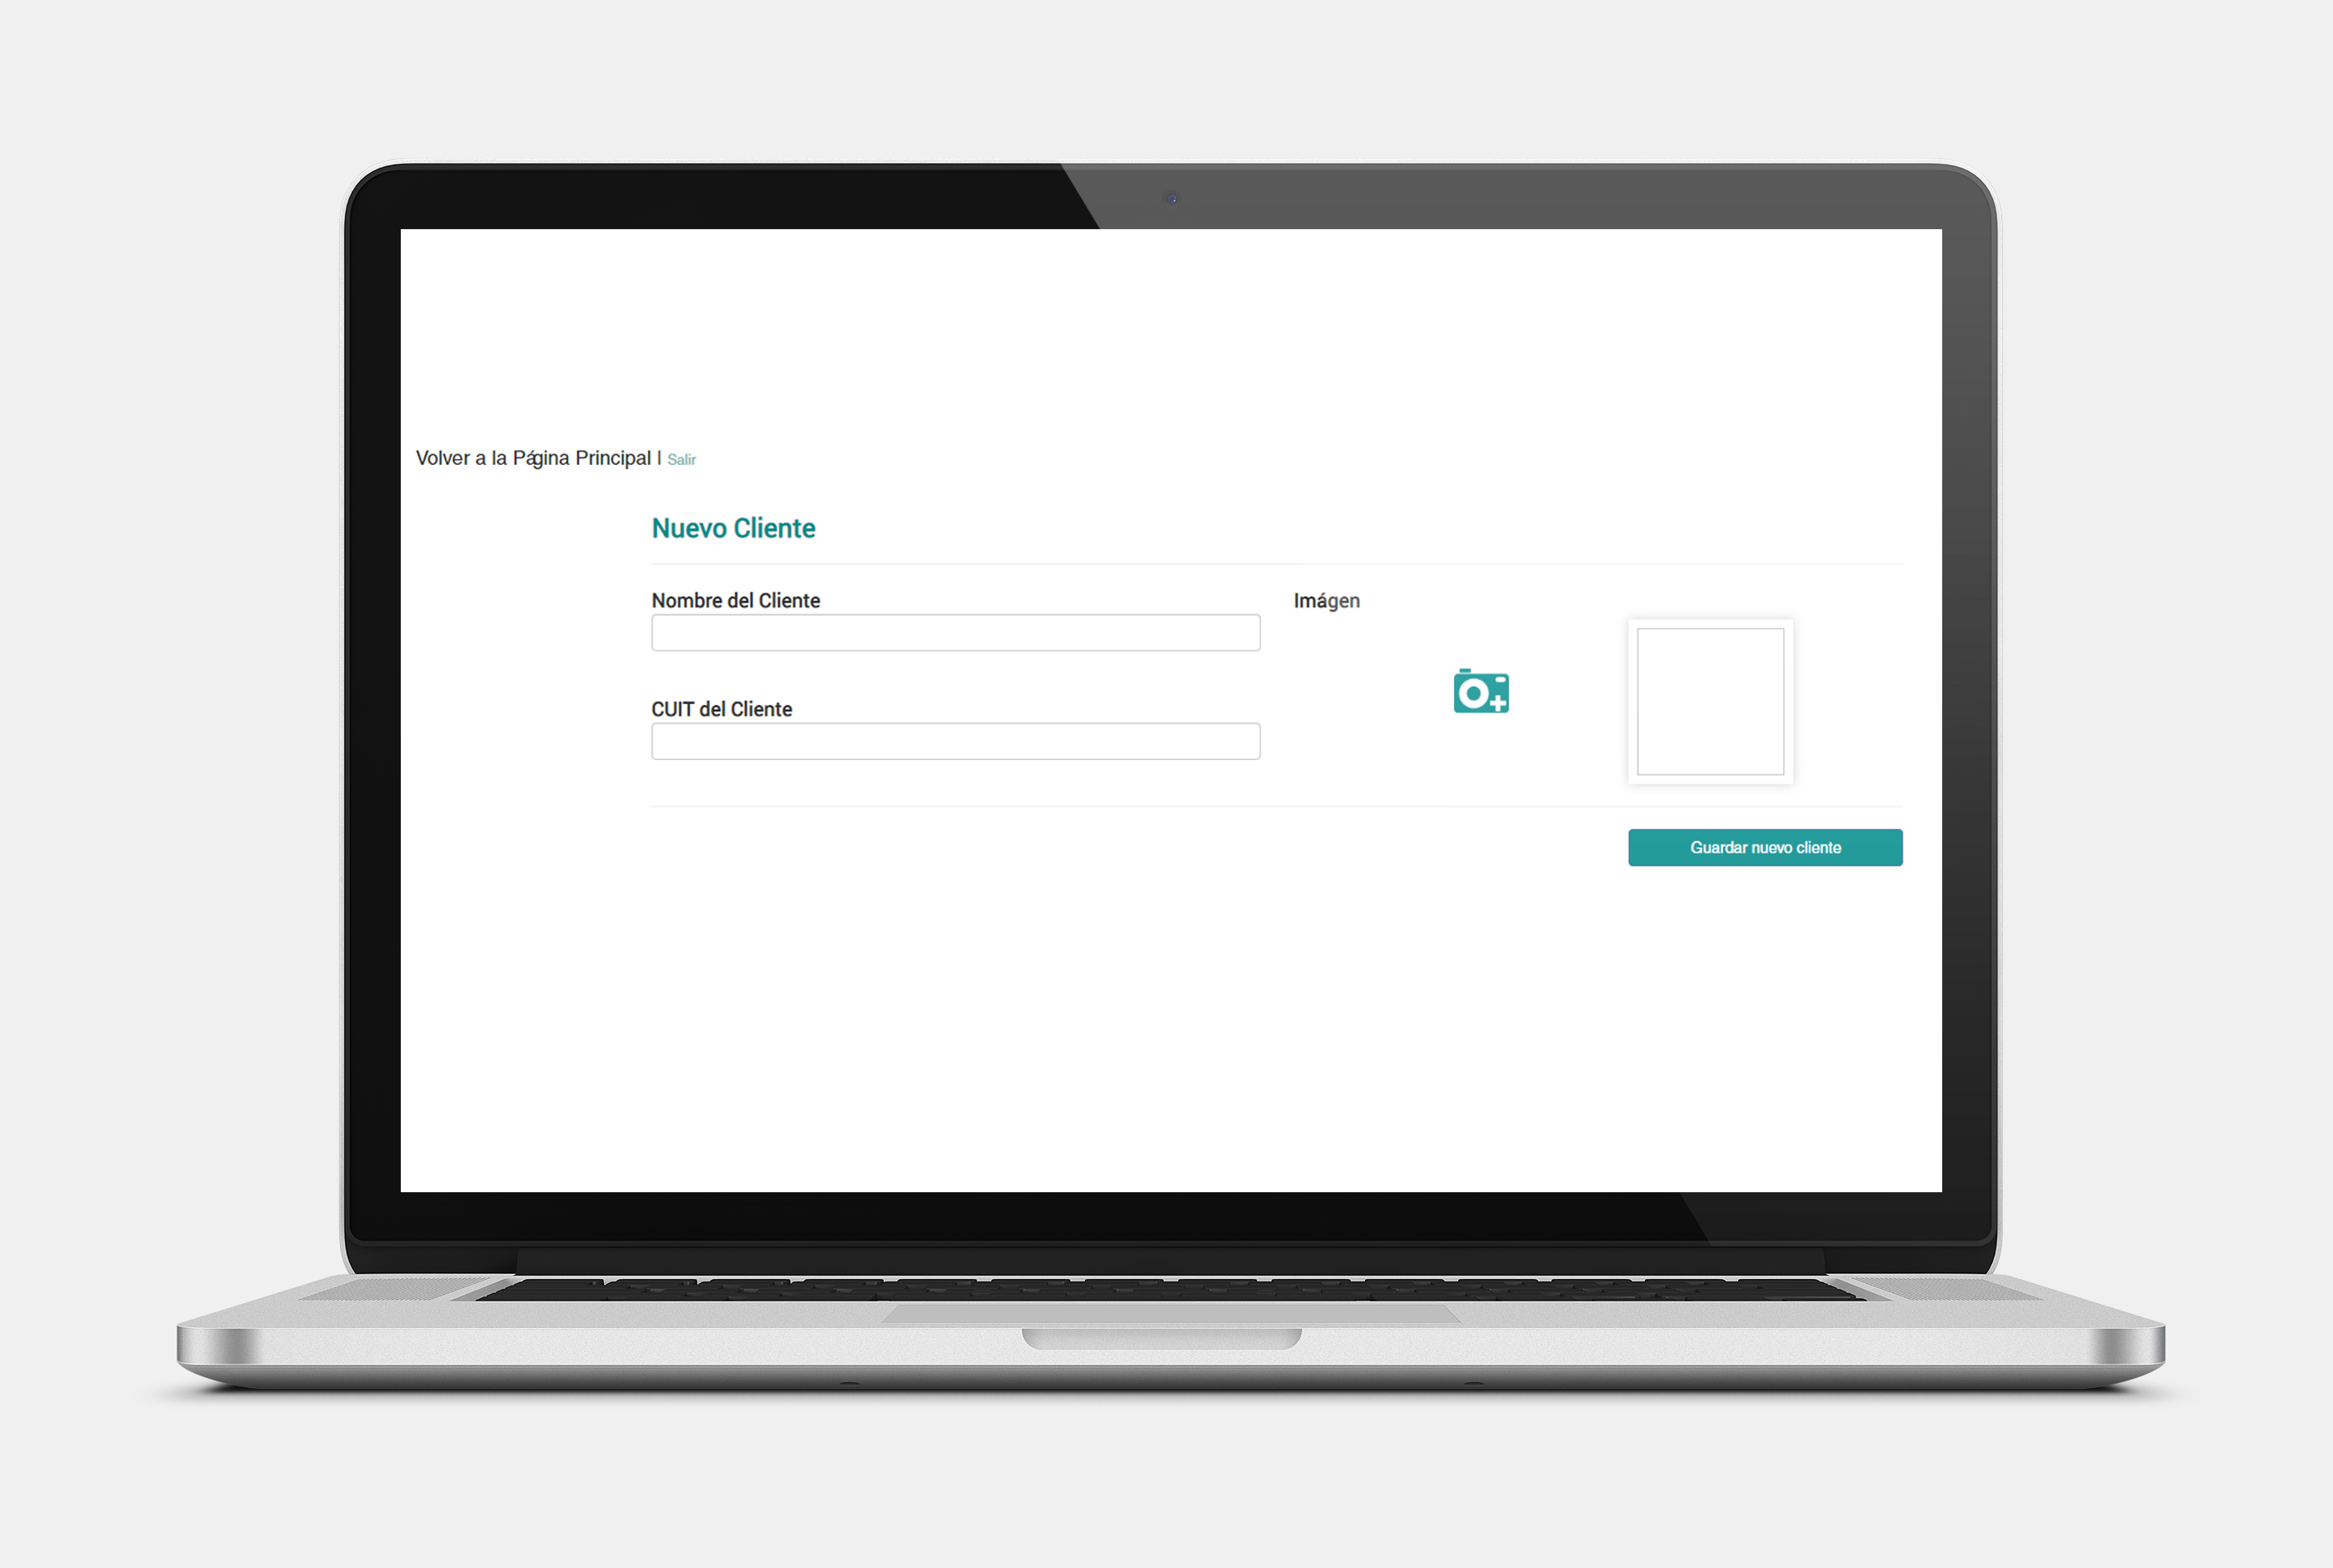 Volver a la Página Principal | Salir
Nuevo Cliente
Nombre del Cliente
Imágen
CUIT del Cliente
Guardar nuevo cliente